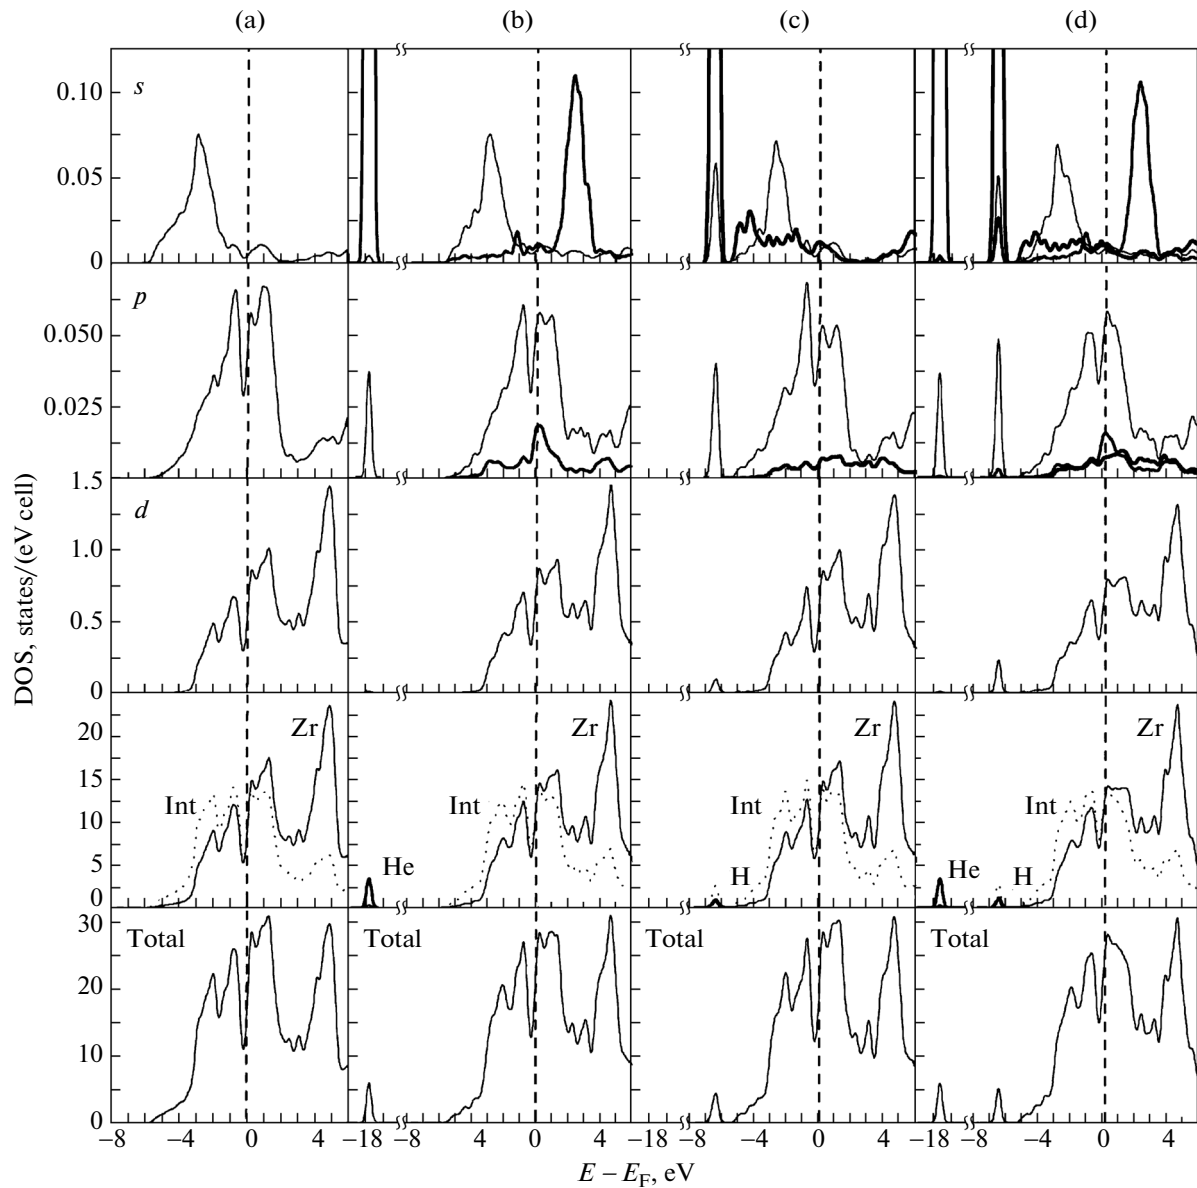 (a) (b) (c) (d)
s
0.10
0.05
0
p
0.050
0.025
d
1.5
1.0
0.5
0
Zr Zr Zr
Int Int Int Int
20
15
10
5
0
He H He H
Total Total Total Total
30
20
10
0
−8 −4 0 4 −18 −8 −4 0 4 −18 −8 −4 0 4 −18 −8 −4 0 4
E – E_F, eV
DOS, states/(eV cell)